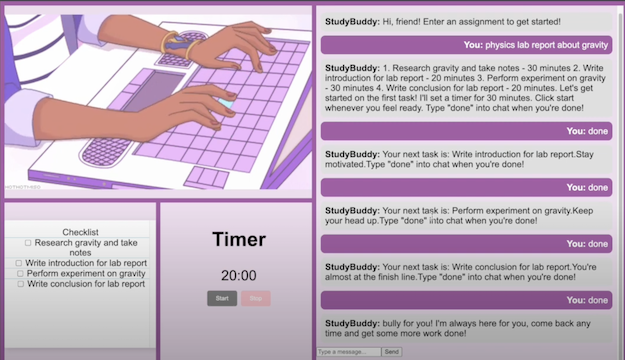 StudyBuddy: Hi, friend! Enter an assignment to get started!
You: physics lab report about gravity
StudyBuddy: 1. Research gravity and take notes - 30 minutes 2. Write
introduction for lab report - 20 minutes 3. Perform experiment on gravity
- 30 minutes 4. Write conclusion for lab report - 20 minutes. Let's get
started on the first task! I'll set a timer for 30 minutes. Click start
whenever you feel ready. Type "done" into chat when you're done!
You: done
StudyBuddy: Your next task is: Write introduction for lab report.Stay
motivated.Type "done" into chat when you're done!
You: done
StudyBuddy: Your next task is: Perform experiment on gravity.Keep
your head up.Type "done" into chat when you're done!
You: done
StudyBuddy: Your next task is: Write conclusion for lab report.You're
almost at the finish line.Type "done" into chat when you're done!
You: done
StudyBuddy: bully for you! I'm always here for you, come back any
time and get some more work done!
Type a message...
Send
Checklist
Research gravity and take
notes
Write introduction for lab report
Perform experiment on gravity
Write conclusion for lab report
Timer
20:00
Start
Stop